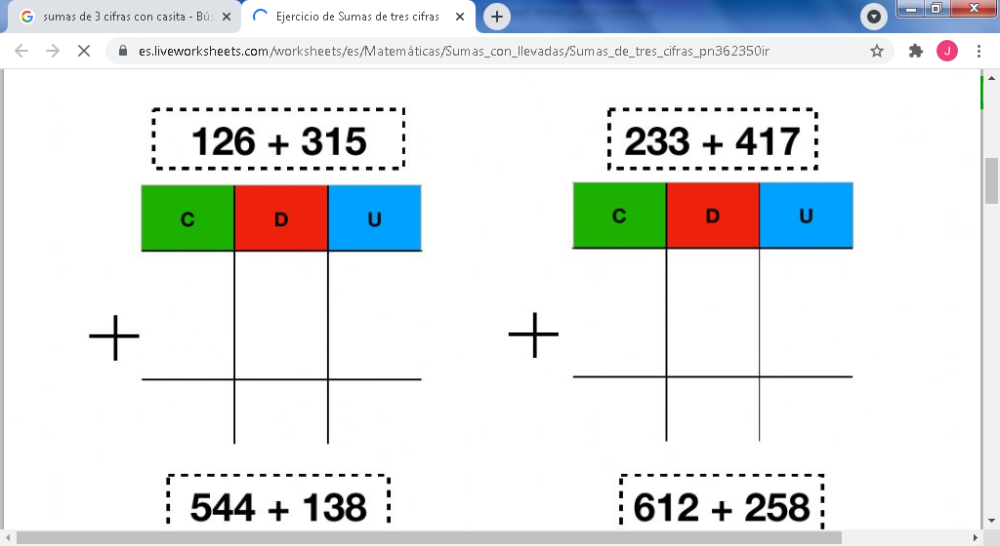 sumas de 3 cifras con casita - Bús
Ejercicio de Sumas de tres cifras
es.liveworksheets.com/worksheets/es/Matemáticas/Sumas_con_llevadas/Sumas_de_tres_cifras_pn362350ir
J
126 + 315
233 + 417
C D U
C D U
+
+
544 + 138
612 + 258